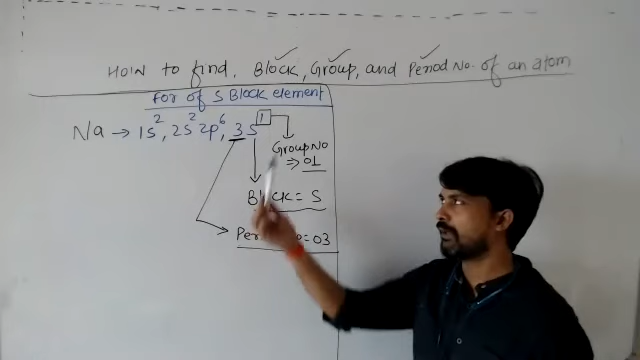 HOW to find, Block, Group, and Period No. of an atom
For of S Block element
Na → 1s², 2s² 2p⁶, 3s¹
Group No
⇒ 01
Block = S
Per o = 03